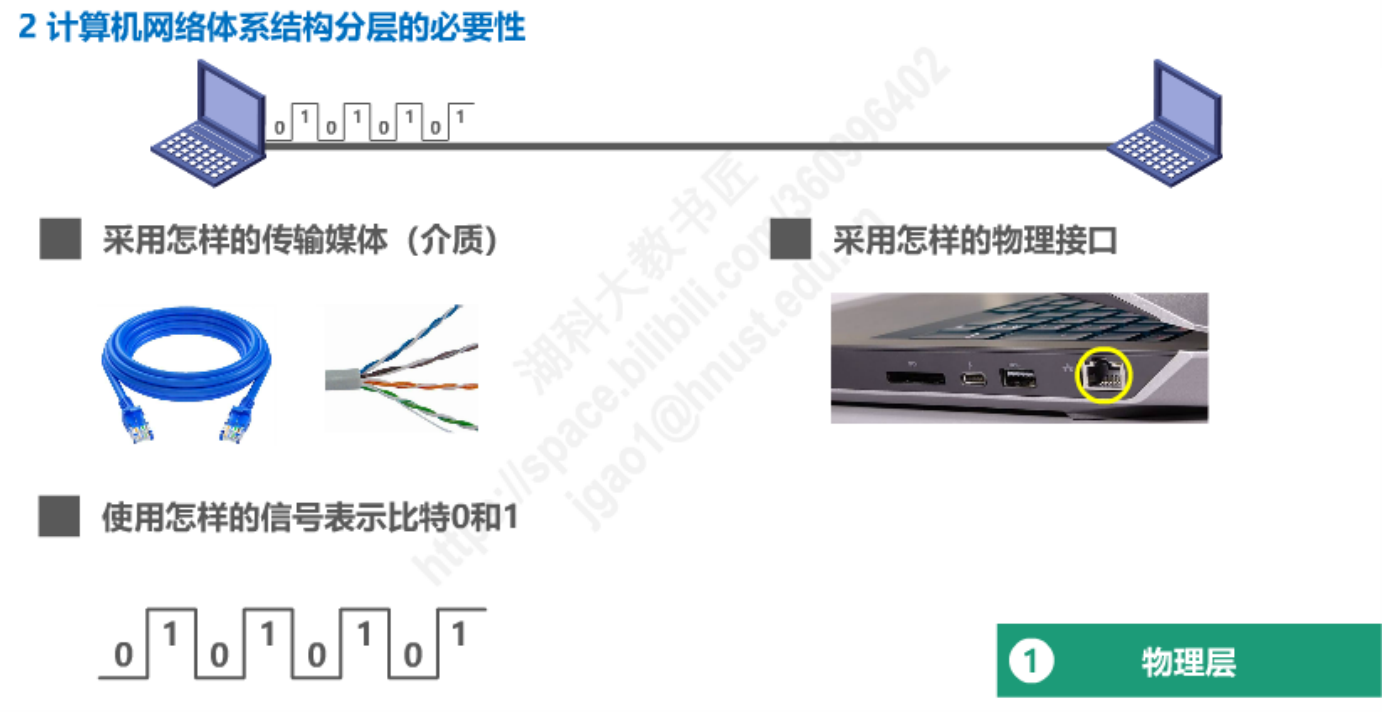 2 计算机网络体系结构分层的必要性
0 1 0 1 0 1 0 1
采用怎样的传输媒体（介质）
采用怎样的物理接口
使用怎样的信号表示比特0和1
0 1 0 1 0 1 0 1
1 物理层
湖科大教书匠
http://space.bilibili.com/360996402
jgao1@hnust.edu.cn